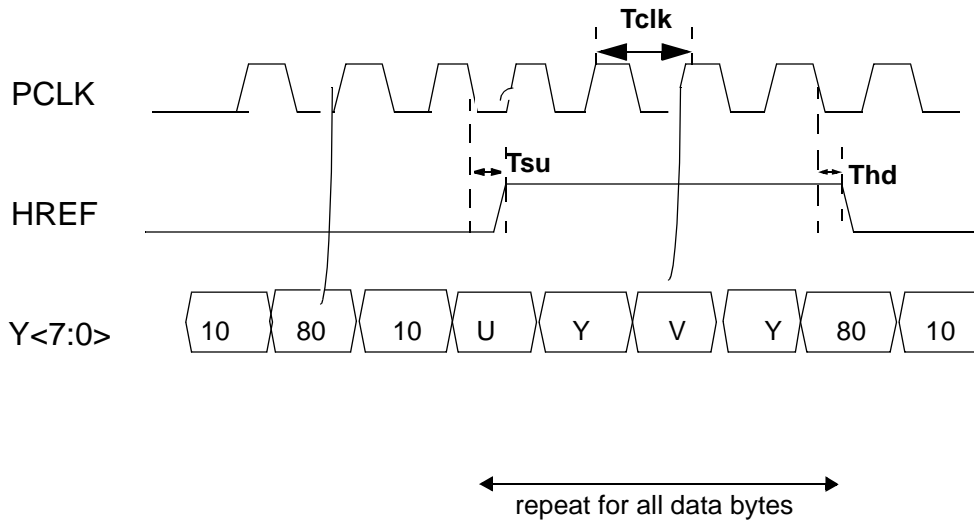 Tclk
PCLK
Tsu
Thd
HREF
Y<7:0>
10 80 10 U Y V Y 80 10
repeat for all data bytes